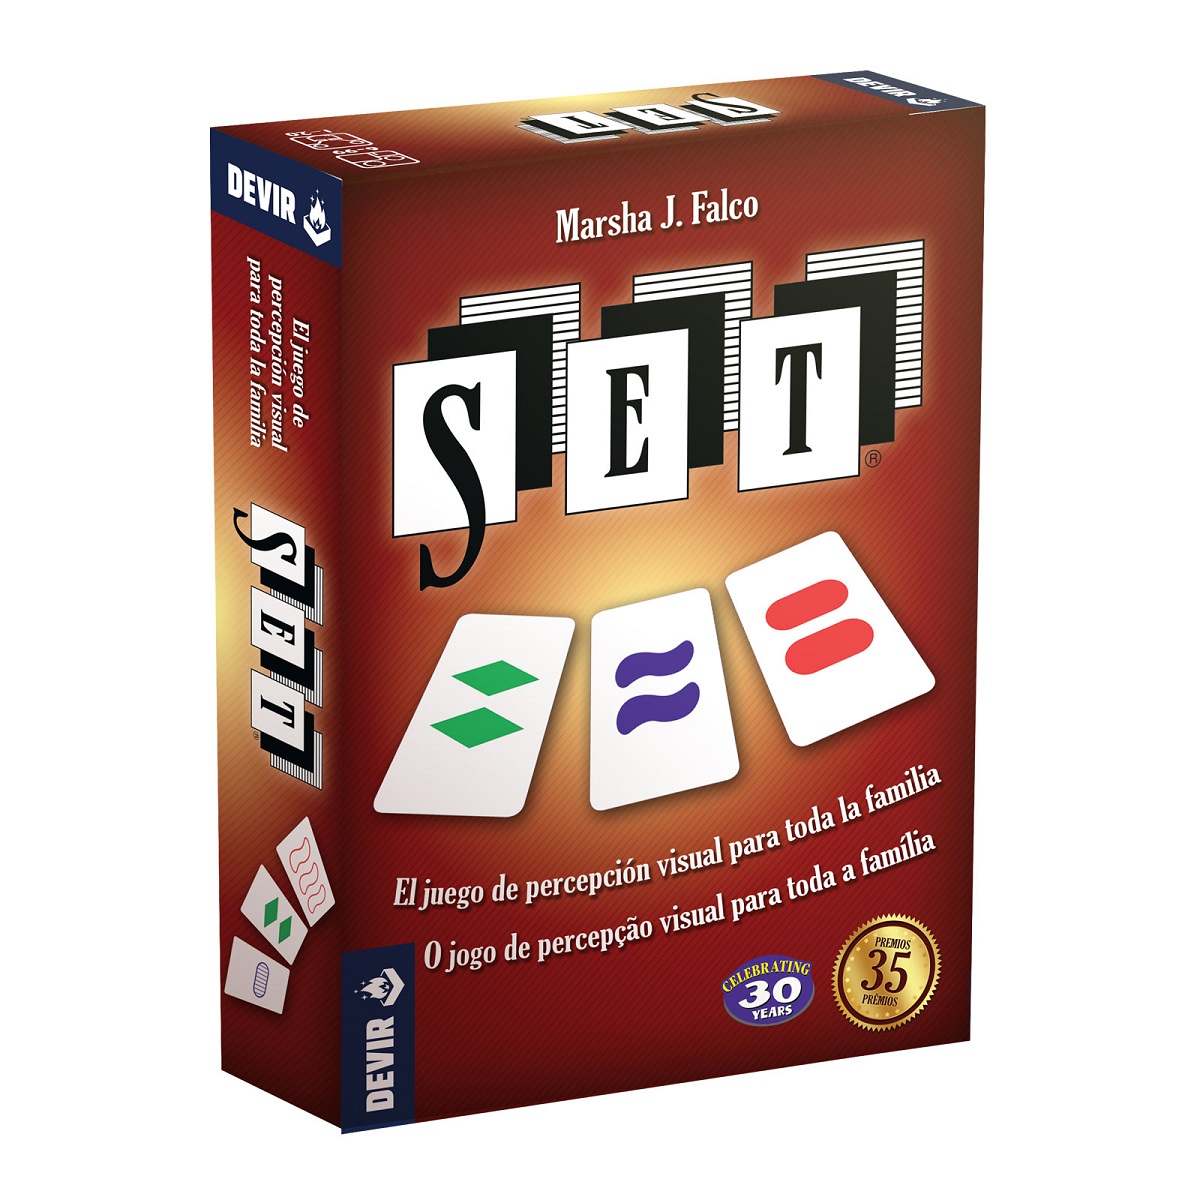 DEVIR
SET
Marsha J. Falco
SET®
El juego de percepción visual para toda la familia
O jogo de percepção visual para toda a família
CELEBRATING
30
YEARS
PREMIOS
35
PRÊMIOS
DEVIR
DEVIR
El juego de
percepción visual
para toda la familia
SET®